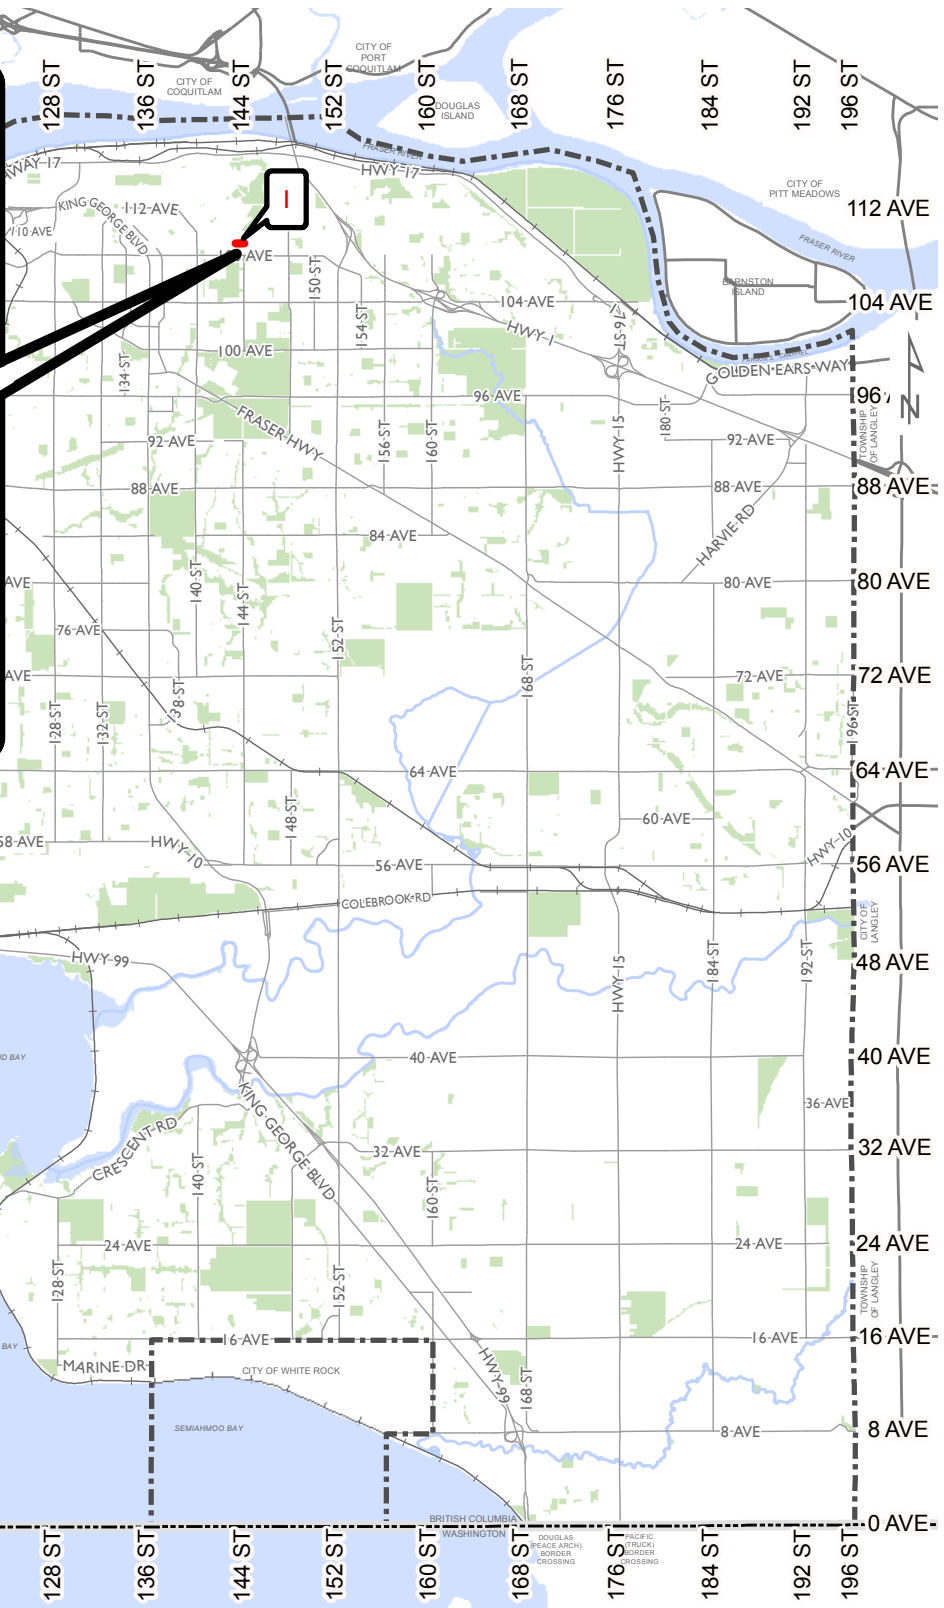 CITY OF
PORT
COQUITLAM
CITY OF
COQUITLAM
128 ST
136 ST
144 ST
152 ST
160 ST
168 ST
176 ST
184 ST
192 ST
196 ST
DOUGLAS
ISLAND
FRASER RIVER
HWY-17
CITY OF
PITT MEADOWS
112 AVE
KING GEORGE BLVD
112-AVE
110 AVE
FRASER RIVER
AVE
150-ST
BARNSTON
ISLAND
104 AVE
104-AVE
154-ST
HWY-1
176-ST
100 AVE
134-ST
GOLDEN EARS WAY
96 AVE
96
N
FRASER HWY
156-ST
160-ST
HWY-15
180-ST
92-AVE
92-AVE
TOWNSHIP
OF LANGLEY
88 AVE
88-AVE
88 AVE
HARVIE RD
84-AVE
140-ST
144-ST
AVE
80-AVE
80 AVE
76-AVE
152-ST
168-ST
AVE
72-AVE
72 AVE
128-ST
132-ST
138-ST
196-ST
64-AVE
64 AVE
148-ST
60-AVE
58-AVE
HWY-10
HWY-10
56-AVE
56 AVE
COLEBROOK-RD
CITY OF
LANGLEY
HWY-99
HWY-15
184-ST
192-ST
48 AVE
40-AVE
40 AVE
KING GEORGE BLVD
36-AVE
CRESCENT RD
140-ST
32-AVE
32 AVE
160-ST
24-AVE
24-AVE
24 AVE
128-ST
152-ST
TOWNSHIP
OF LANGLEY
16 AVE
16-AVE
16 AVE
BAY
MARINE-DR
CITY OF WHITE ROCK
HWY-99
168-ST
SEMIAHMOO BAY
8-AVE
8 AVE
BRITISH COLUMBIA
WASHINGTON
0 AVE
DOUGLAS
(PEACE ARCH)
BORDER
CROSSING
PACIFIC
(TRUCK)
BORDER
CROSSING
128 ST
136 ST
144 ST
152 ST
160 ST
168 ST
176 ST
184 ST
192 ST
196 ST